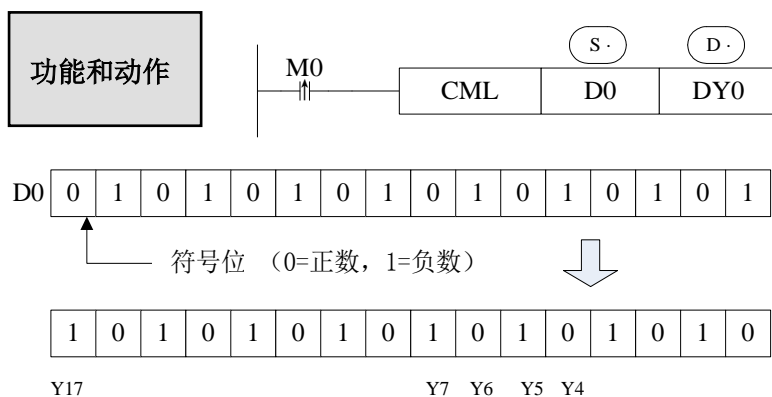 功能和动作
M0
S·
D·
CML D0 DY0
D0 0 1 0 1 0 1 0 1 0 1 0 1 0 1 0 1
符号位 （0=正数，1=负数）
1 0 1 0 1 0 1 0 1 0 1 0 1 0 1 0
Y17 Y7 Y6 Y5 Y4